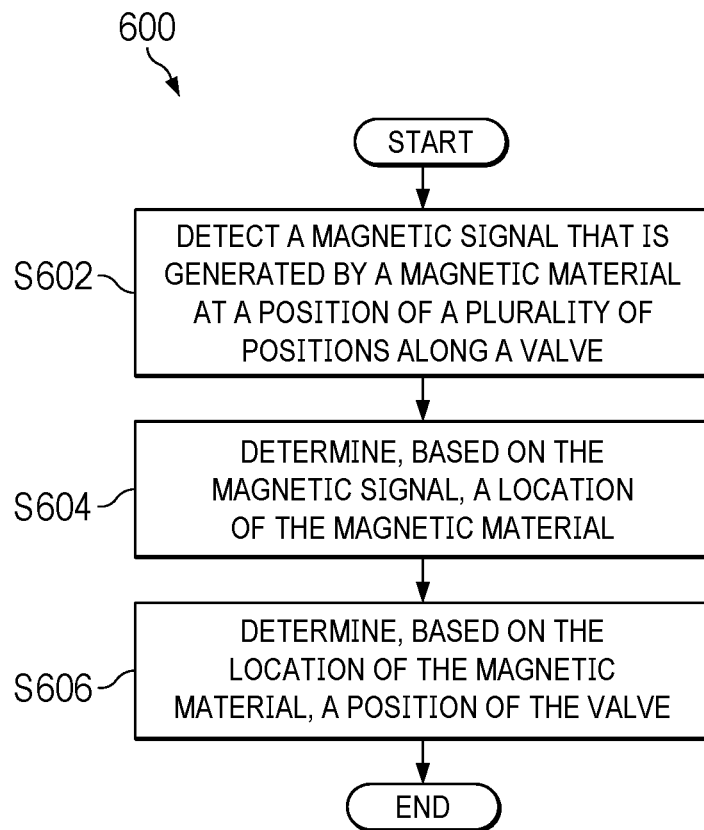 600
START
S602
DETECT A MAGNETIC SIGNAL THAT IS
GENERATED BY A MAGNETIC MATERIAL
AT A POSITION OF A PLURALITY OF
POSITIONS ALONG A VALVE
S604
DETERMINE, BASED ON THE
MAGNETIC SIGNAL, A LOCATION
OF THE MAGNETIC MATERIAL
S606
DETERMINE, BASED ON THE
LOCATION OF THE MAGNETIC
MATERIAL, A POSITION OF THE VALVE
END